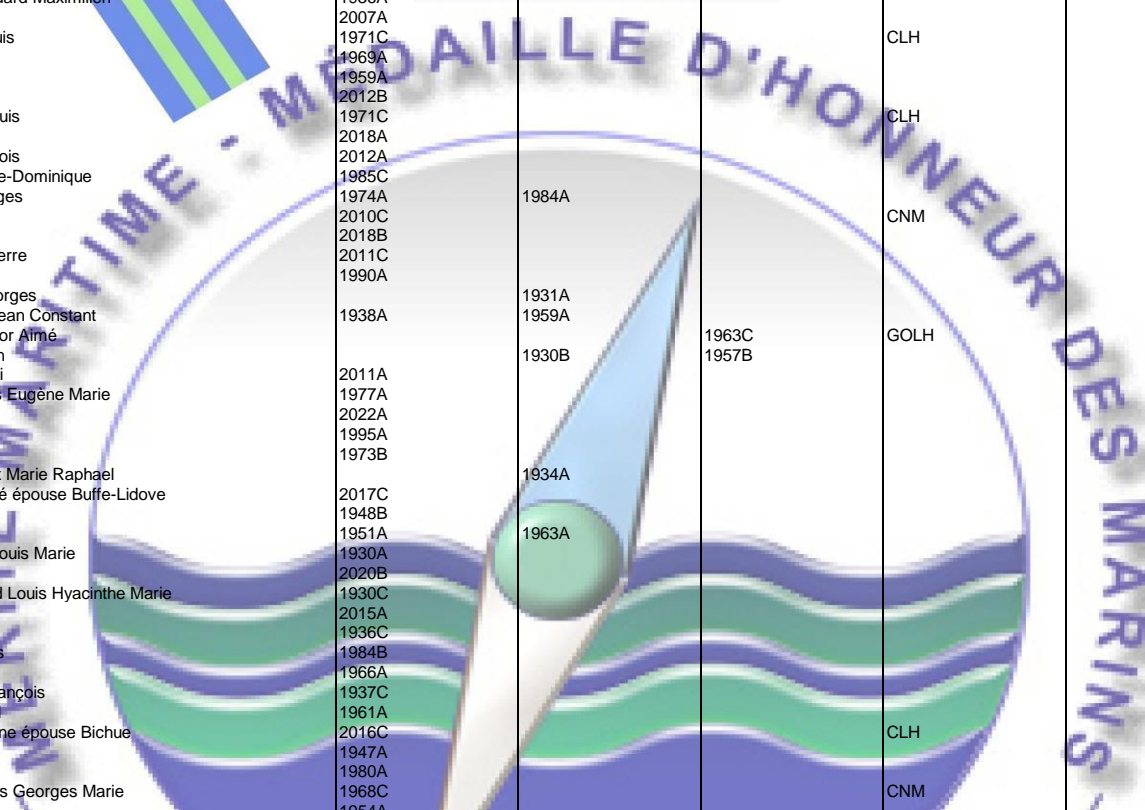 2007A
uis 1971C CLH
1969A
1959A
2012B
uis 1971C CLH
2018A
ois 2012A
e-Dominique 1985C
ges 1974A 1984A
2010C CNM
2018B
erre 2011C
1990A
orges 1931A
ean Constant 1938A 1959A
or Aimé 1963C GOLH
n 1930B 1957B
i 2011A
s Eugène Marie 1977A
2022A
1995A
1973B
t Marie Raphael 1934A
é épouse Buffe-Lidove 2017C
1948B
1951A 1963A
ouis Marie 1930A
2020B
d Louis Hyacinthe Marie 1930C
2015A
1936C
s 1984B
1966A
ançois 1937C
1961A
ne épouse Bichue 2016C CLH
1947A
1980A
s Georges Marie 1968C CNM
1954A
MARITIME - MÉDAILLE D'HONNEUR DES MARINS -